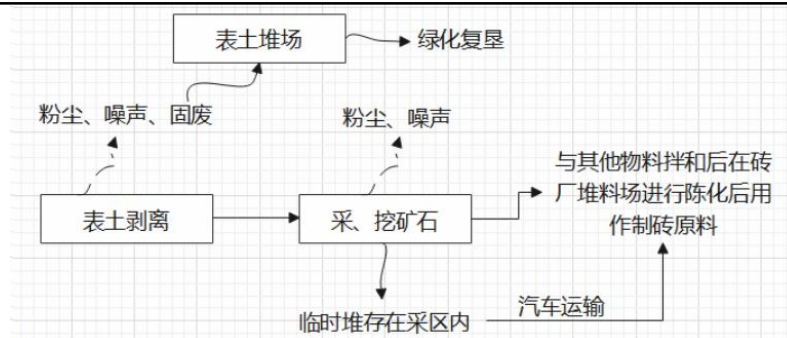 表土堆场
绿化复垦
粉尘、噪声、固废
粉尘、噪声
与其他物料拌和后在砖
厂堆料场进行陈化后用
作制砖原料
表土剥离
采、挖矿石
汽车运输
临时堆存在采区内